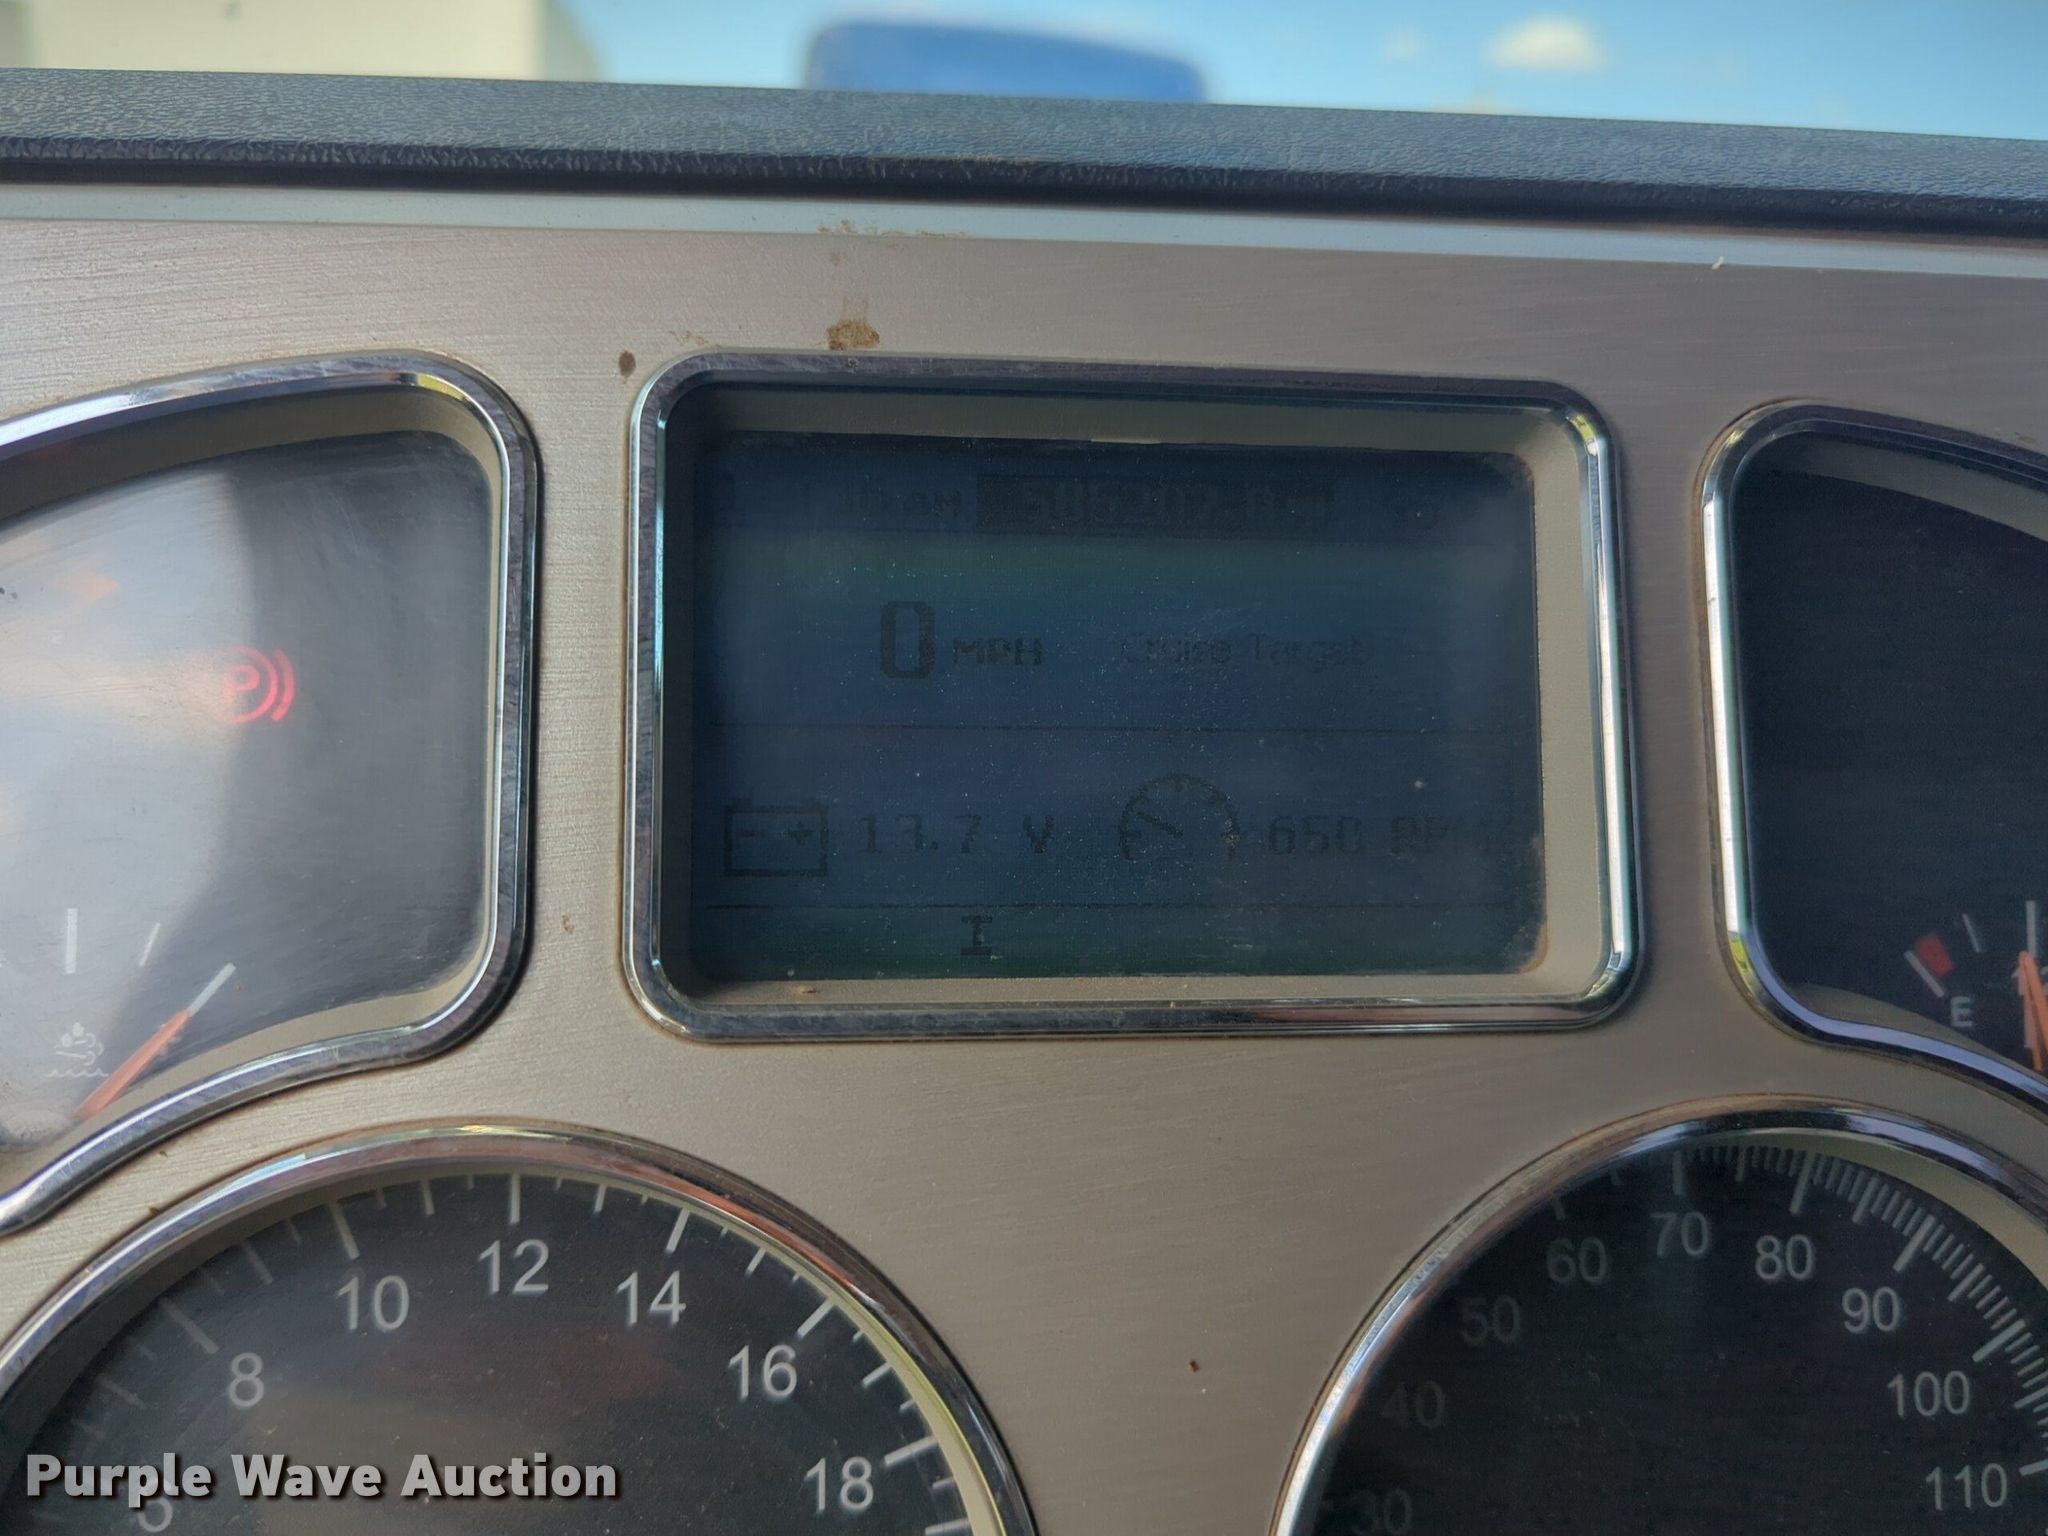 0 MPH Cruise Target
13.7 V 650
I
P
E
10 12 14
8 16
18
60 70 80
50 90
40 100
30 110
Purple Wave Auction